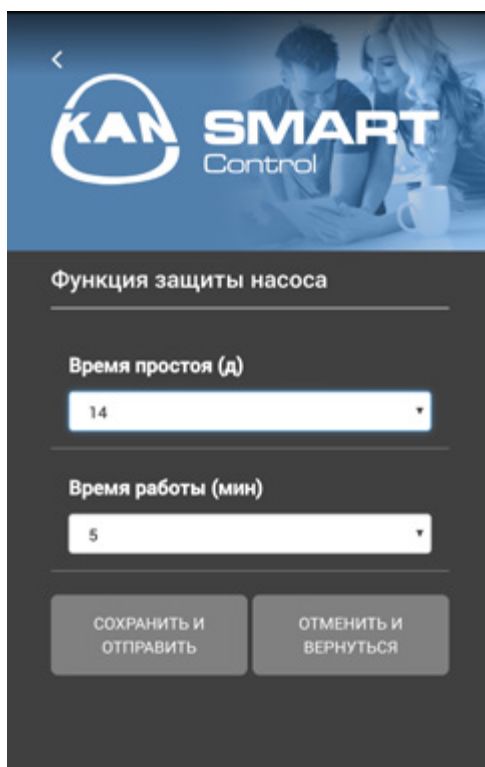 KAN SMART
Control
Функция защиты насоса
Время простоя (д)
14
Время работы (мин)
5
СОХРАНИТЬ И
ОТПРАВИТЬ
ОТМЕНИТЬ И
ВЕРНУТЬСЯ